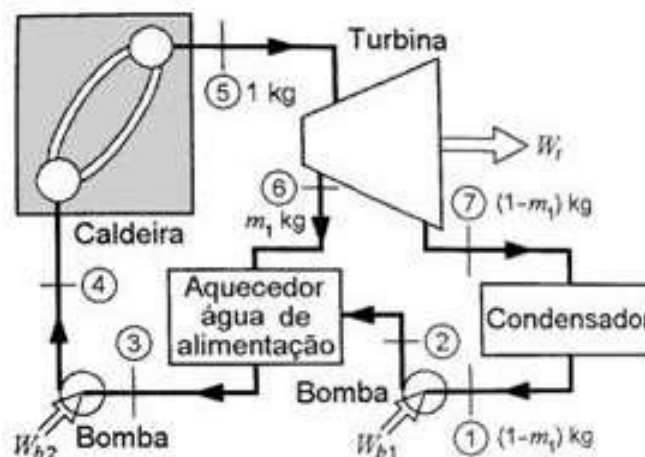 Turbina
⑤ 1 kg
W_t
⑥
m₁ kg
⑦ (1-m₁) kg
Caldeira
④
Aquecedor
água de
alimentação
Condensador
③
②
Bomba
W_b2
Bomba
W_b1
① (1-m₁) kg